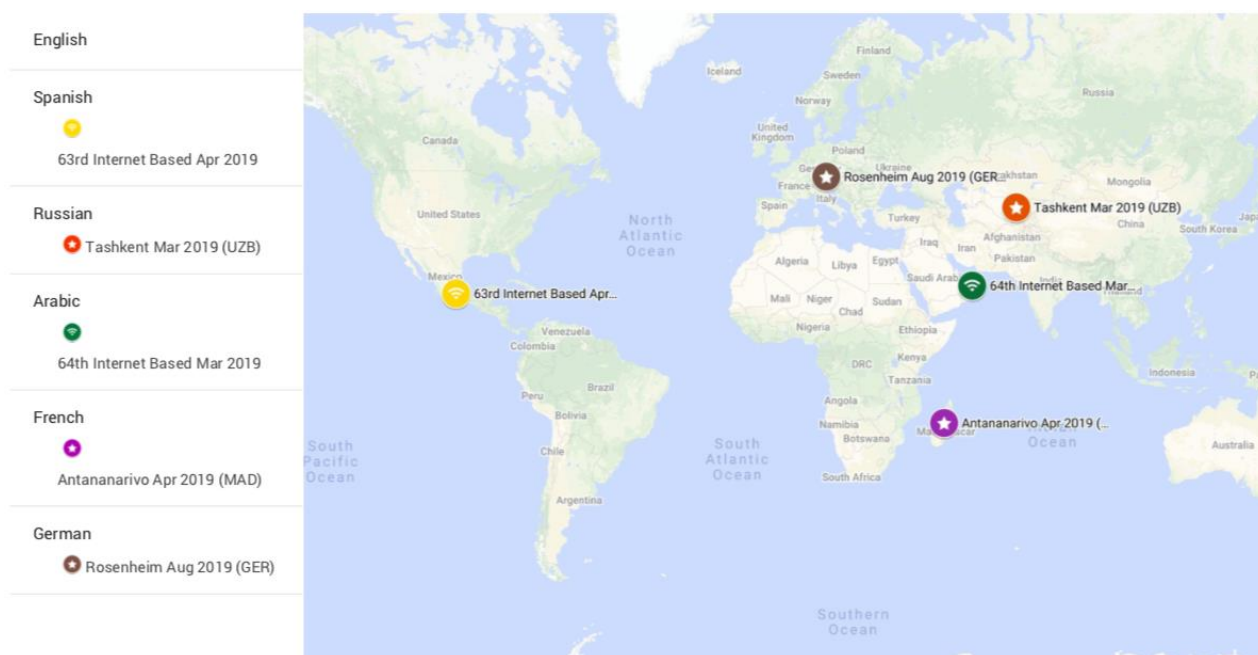 English
Spanish
63rd Internet Based Apr 2019
Russian
Tashkent Mar 2019 (UZB)
Arabic
64th Internet Based Mar 2019
French
Antananarivo Apr 2019 (MAD)
German
Rosenheim Aug 2019 (GER)
Iceland
Finland
Sweden
Norway
Russia
Canada
United
Kingdom
Poland
Ukraine
Rosenheim Aug 2019 (GER...
France
Italy
Spain
Mongolia
Tashkent Mar 2019 (UZB)
United States
North
Atlantic
Ocean
Turkey
China
South Korea
Afghanistan
Iraq
Iran
Pakistan
Algeria
Libya
Egypt
Mexico
63rd Internet Based Apr...
64th Internet Based Mar...
Mali
Niger
Sudan
Chad
Nigeria
Ethiopia
Venezuela
Colombia
DRC
Kenya
Tanzania
Indonesia
Peru
Brazil
Bolivia
Angola
Namibia
Botswana
Antananarivo Apr 2019 (...
Ocean
Australia
South
Pacific
Ocean
Chile
South
Atlantic
Ocean
South Africa
Argentina
Southern
Ocean